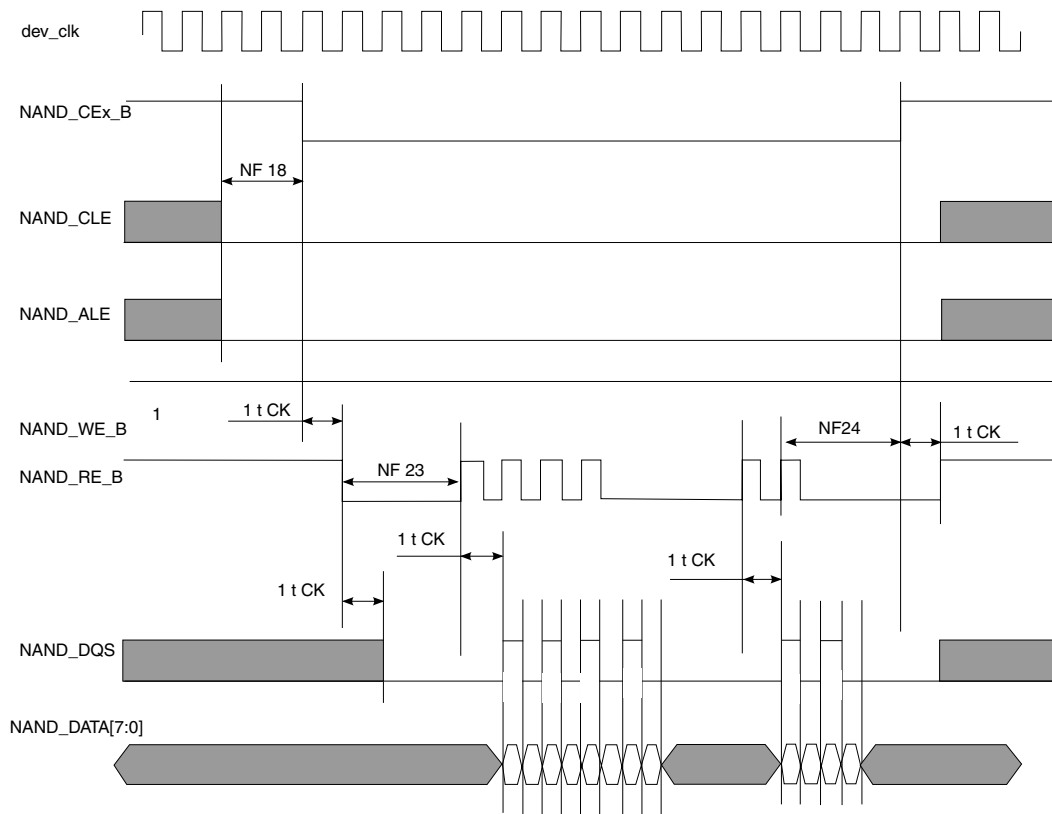 dev_clk
NAND_CEx_B
NF 18
NAND_CLE
NAND_ALE
1
1 t CK
NAND_WE_B
NF24
1 t CK
NF 23
NAND_RE_B
1 t CK
1 t CK
1 t CK
NAND_DQS
NAND_DATA[7:0]